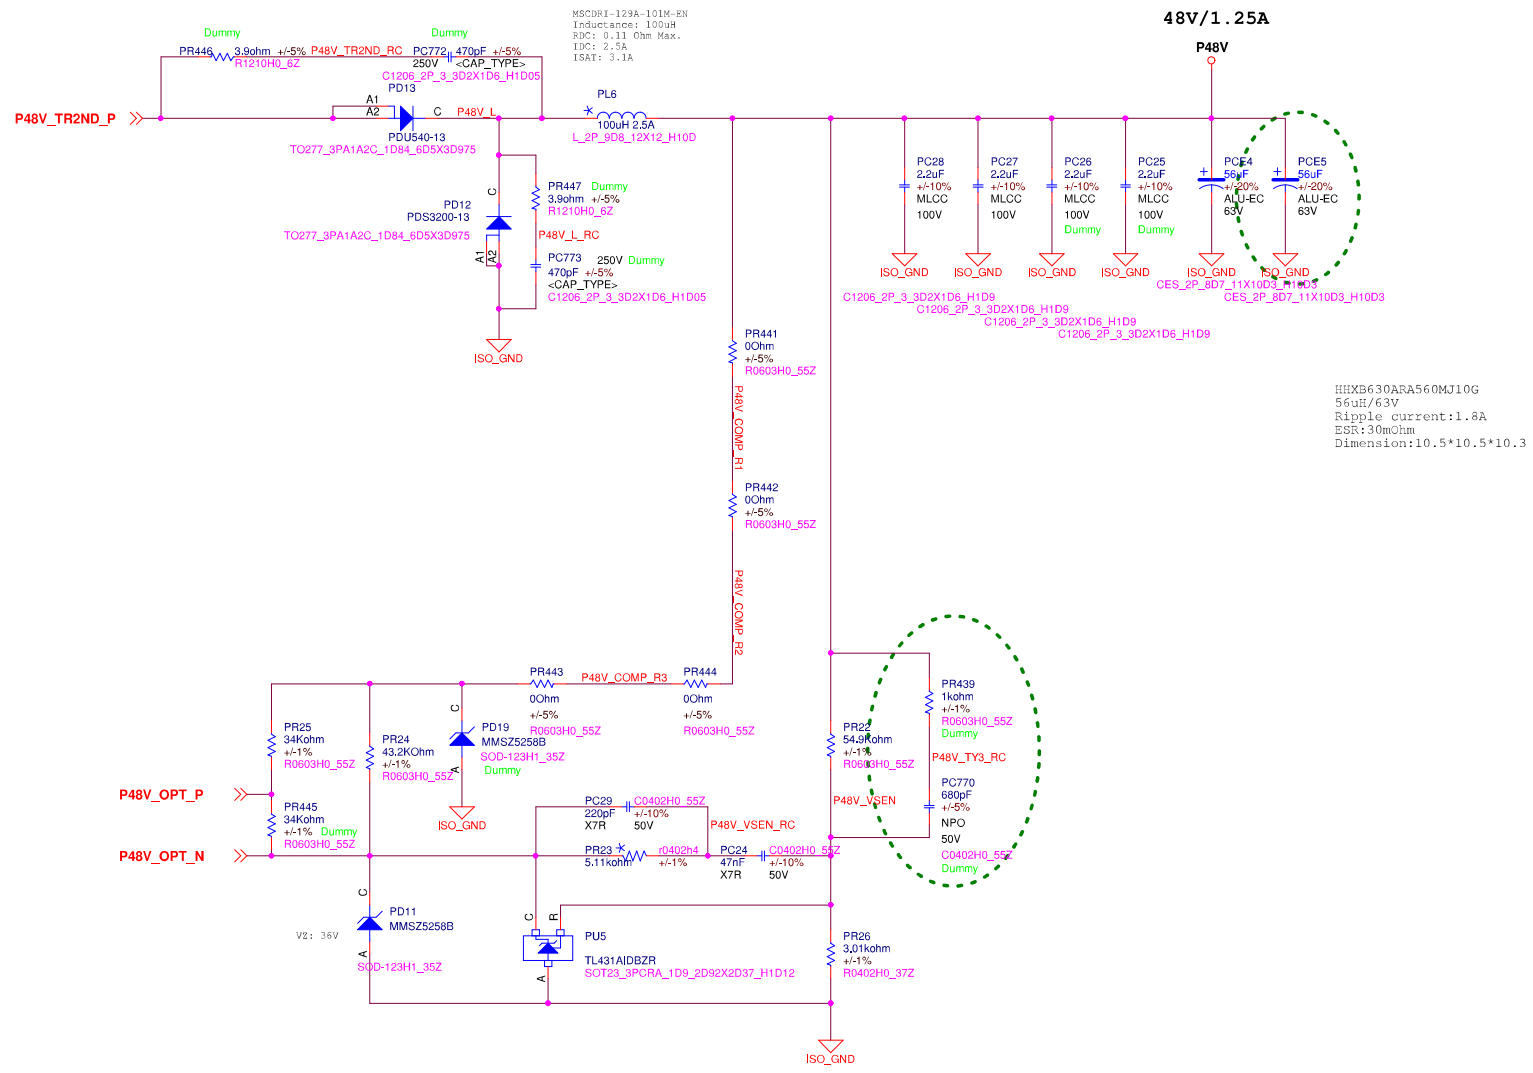 MSCDRI-129A-101M-EN
Inductance: 100uH
RDC: 0.11 Ohm Max.
IDC: 2.5A
ISAT: 3.1A
48V/1.25A
P48V
Dummy
PR446
3.9ohm +/-5%
R1210H0_6Z
P48V_TR2ND_RC
Dummy
PC772
470pF +/-5%
250V
<CAP_TYPE>
C1206_2P_3_3D2X1D6_H1D05
P48V_TR2ND_P
PD13
A1
A2
C
PDU540-13
TO277_3PA1A2C_1D84_6D5X3D975
P48V_L
PL6
*
100uH 2.5A
L_2P_9D8_12X12_H10D
PD12
PDS3200-13
TO277_3PA1A2C_1D84_6D5X3D975
C
A1
A2
PR447
Dummy
3.9ohm +/-5%
R1210H0_6Z
P48V_L_RC
PC773
250V
Dummy
470pF +/-5%
<CAP_TYPE>
C1206_2P_3_3D2X1D6_H1D05
ISO_GND
PC28
2.2uF
+/-10%
MLCC
100V
ISO_GND
C1206_2P_3_3D2X1D6_H1D9
PC27
2.2uF
+/-10%
MLCC
100V
ISO_GND
C1206_2P_3_3D2X1D6_H1D9
PC26
2.2uF
+/-10%
MLCC
100V
Dummy
ISO_GND
C1206_2P_3_3D2X1D6_H1D9
PC25
2.2uF
+/-10%
MLCC
100V
Dummy
ISO_GND
C1206_2P_3_3D2X1D6_H1D9
+
PCE4
56uF
+/-20%
ALU-EC
63V
ISO_GND
CES_2P_8D7_11X10D3_H10D3
+
PCE5
56uF
+/-20%
ALU-EC
63V
ISO_GND
CES_2P_8D7_11X10D3_H10D3
HHXB630ARA560MJ10G
56uH/63V
Ripple current:1.8A
ESR:30mOhm
Dimension:10.5*10.5*10.3
PR441
0Ohm
+/-5%
R0603H0_55Z
P48V_COMP_R1
PR442
0Ohm
+/-5%
R0603H0_55Z
P48V_COMP_R2
PR443
0Ohm
+/-5%
R0603H0_55Z
P48V_COMP_R3
PR444
0Ohm
+/-5%
R0603H0_55Z
PR25
34Kohm
+/-1%
R0603H0_55Z
PR24
43.2KOhm
+/-1%
R0603H0_55Z
C
PD19
MMSZ5258B
SOD-123H1_35Z
Dummy
A
ISO_GND
P48V_OPT_P
PR445
34Kohm
+/-1%
Dummy
R0603H0_55Z
P48V_OPT_N
PR22
54.9Kohm
+/-1%
R0603H0_55Z
P48V_VSEN
PR439
1kohm
+/-1%
R0603H0_55Z
Dummy
P48V_TY3_RC
PC770
680pF
+/-5%
NPO
50V
C0402H0_55Z
Dummy
PC29
220pF
X7R
C0402H0_55Z
+/-10%
50V
P48V_VSEN_RC
PR23
*
5.11kohm
r0402h4
+/-1%
PC24
47nF
X7R
C0402H0_55Z
+/-10%
50V
C
PD11
MMSZ5258B
VZ: 36V
A
SOD-123H1_35Z
C
R
PU5
TL431AIDBZR
SOT23_3PCRA_1D9_2D92X2D37_H1D12
A
PR26
3.01kohm
+/-1%
R0402H0_37Z
ISO_GND